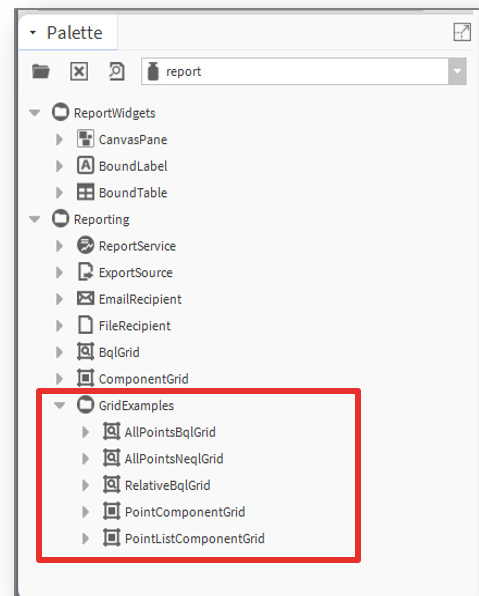 Palette
report
ReportWidgets
CanvasPane
BoundLabel
BoundTable
Reporting
ReportService
ExportSource
EmailRecipient
FileRecipient
BqlGrid
ComponentGrid
GridExamples
AllPointsBqlGrid
AllPointsNeqlGrid
RelativeBqlGrid
PointComponentGrid
PointListComponentGrid